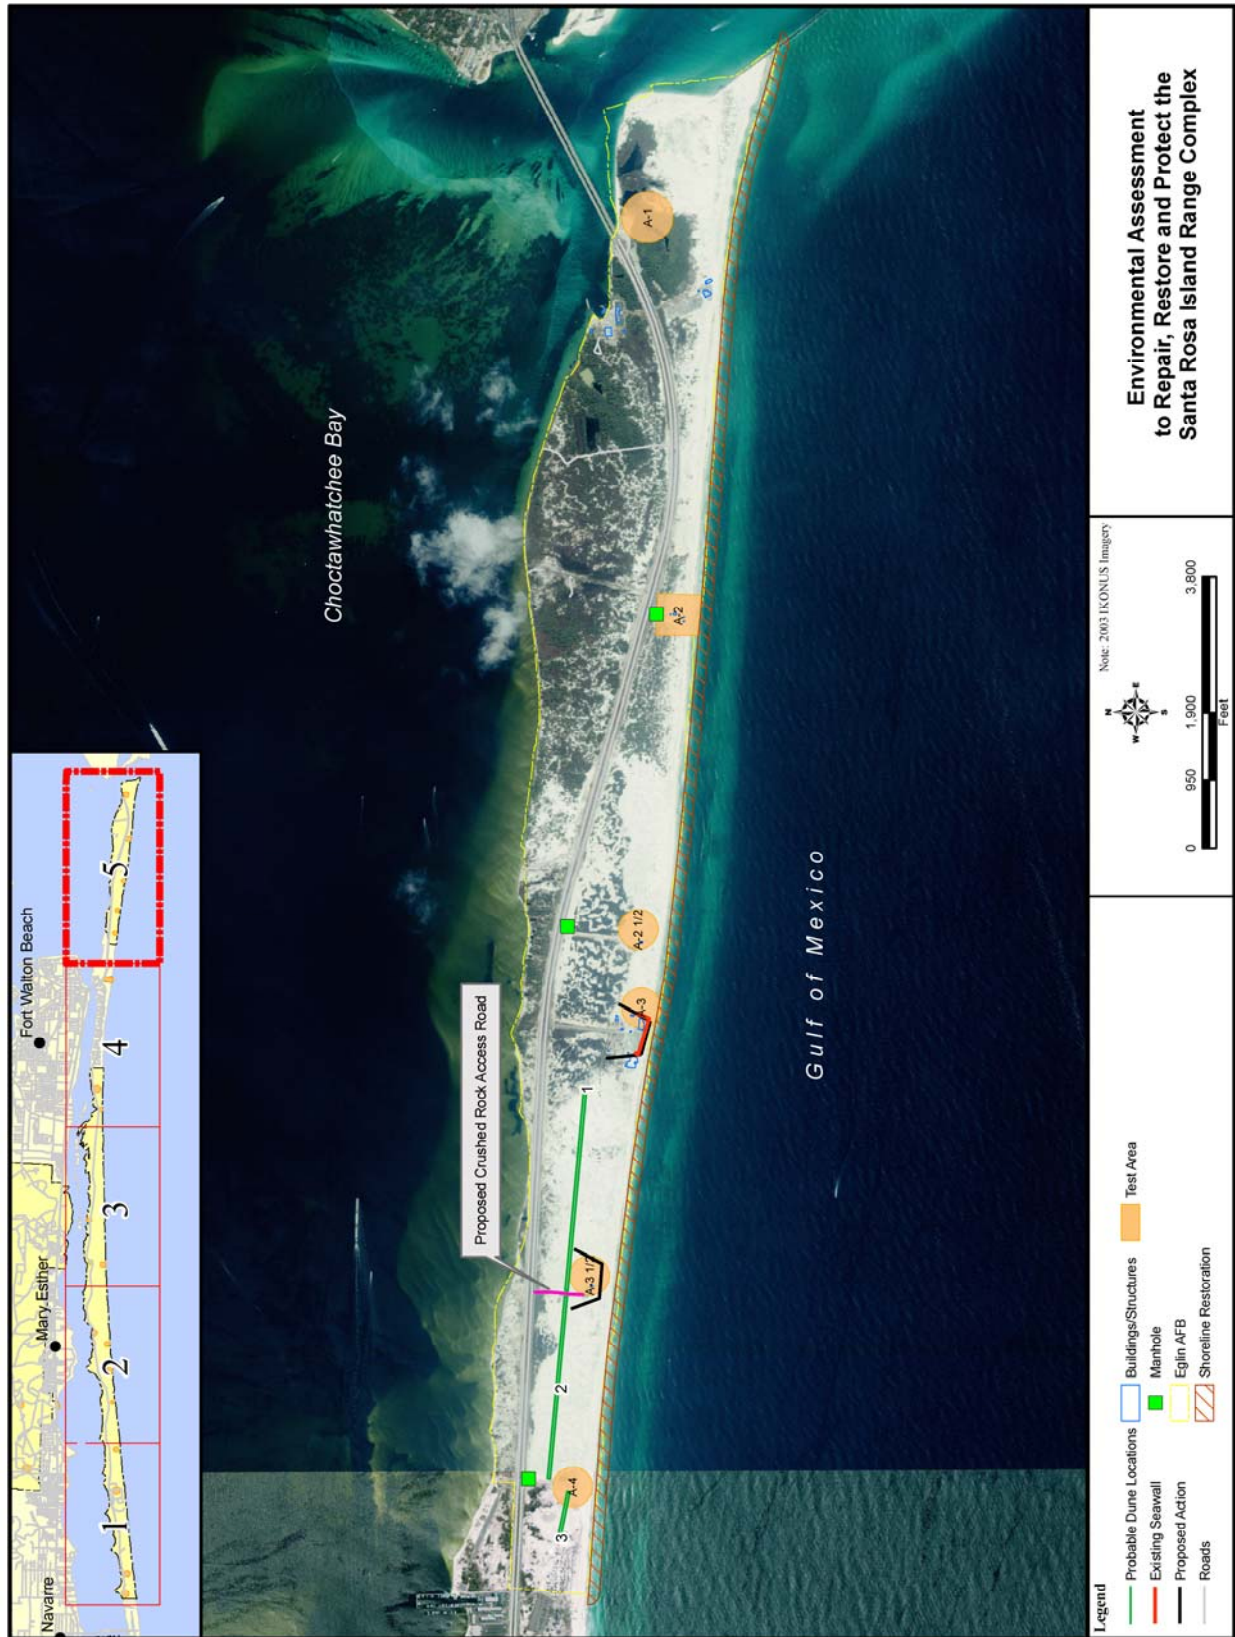 Navarre
Mary Esther
Fort Walton Beach
1
2
3
4
5
Choctawhatchee Bay
Proposed Crushed Rock Access Road
A-1
A-2
A-2 1/2
A-3
A-3 1/2
A-4
1
2
3
Gulf of Mexico
Legend
Probable Dune Locations
Existing Seawall
Proposed Action
Roads
Buildings/Structures
Manhole
Eglin AFB
Shoreline Restoration
Test Area
Note: 2003 IKONUS Imagery
N
W
E
S
0 950 1,900 3,800
Feet
Environmental Assessment
to Repair, Restore and Protect the
Santa Rosa Island Range Complex